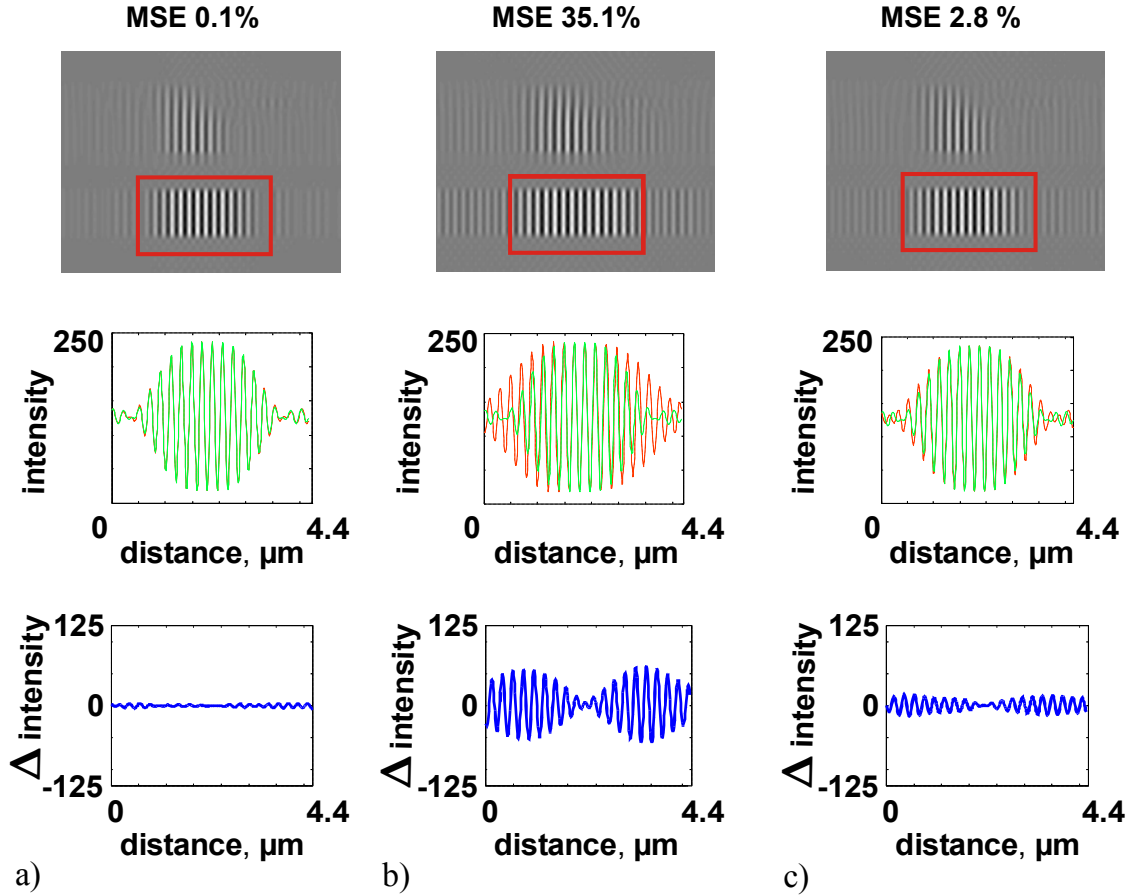 MSE 0.1%
MSE 35.1%
MSE 2.8 %
250
intensity
0
4.4
distance, µm
250
intensity
0
4.4
distance, µm
250
intensity
0
4.4
distance, µm
125
0
-125
Δ intensity
0
4.4
distance, µm
125
0
-125
Δ intensity
0
4.4
distance, µm
125
0
-125
Δ intensity
0
4.4
distance, µm
a)
b)
c)